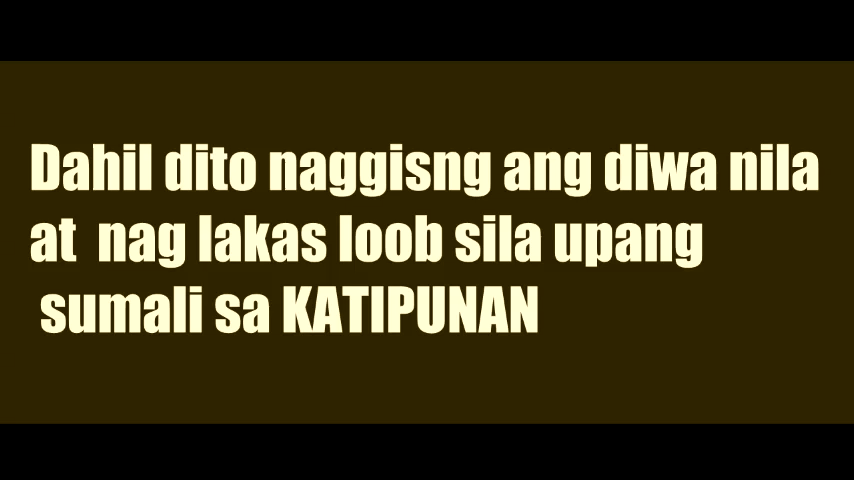 Dahil dito naggisng ang diwa nila
at nag lakas loob sila upang
sumali sa KATIPUNAN